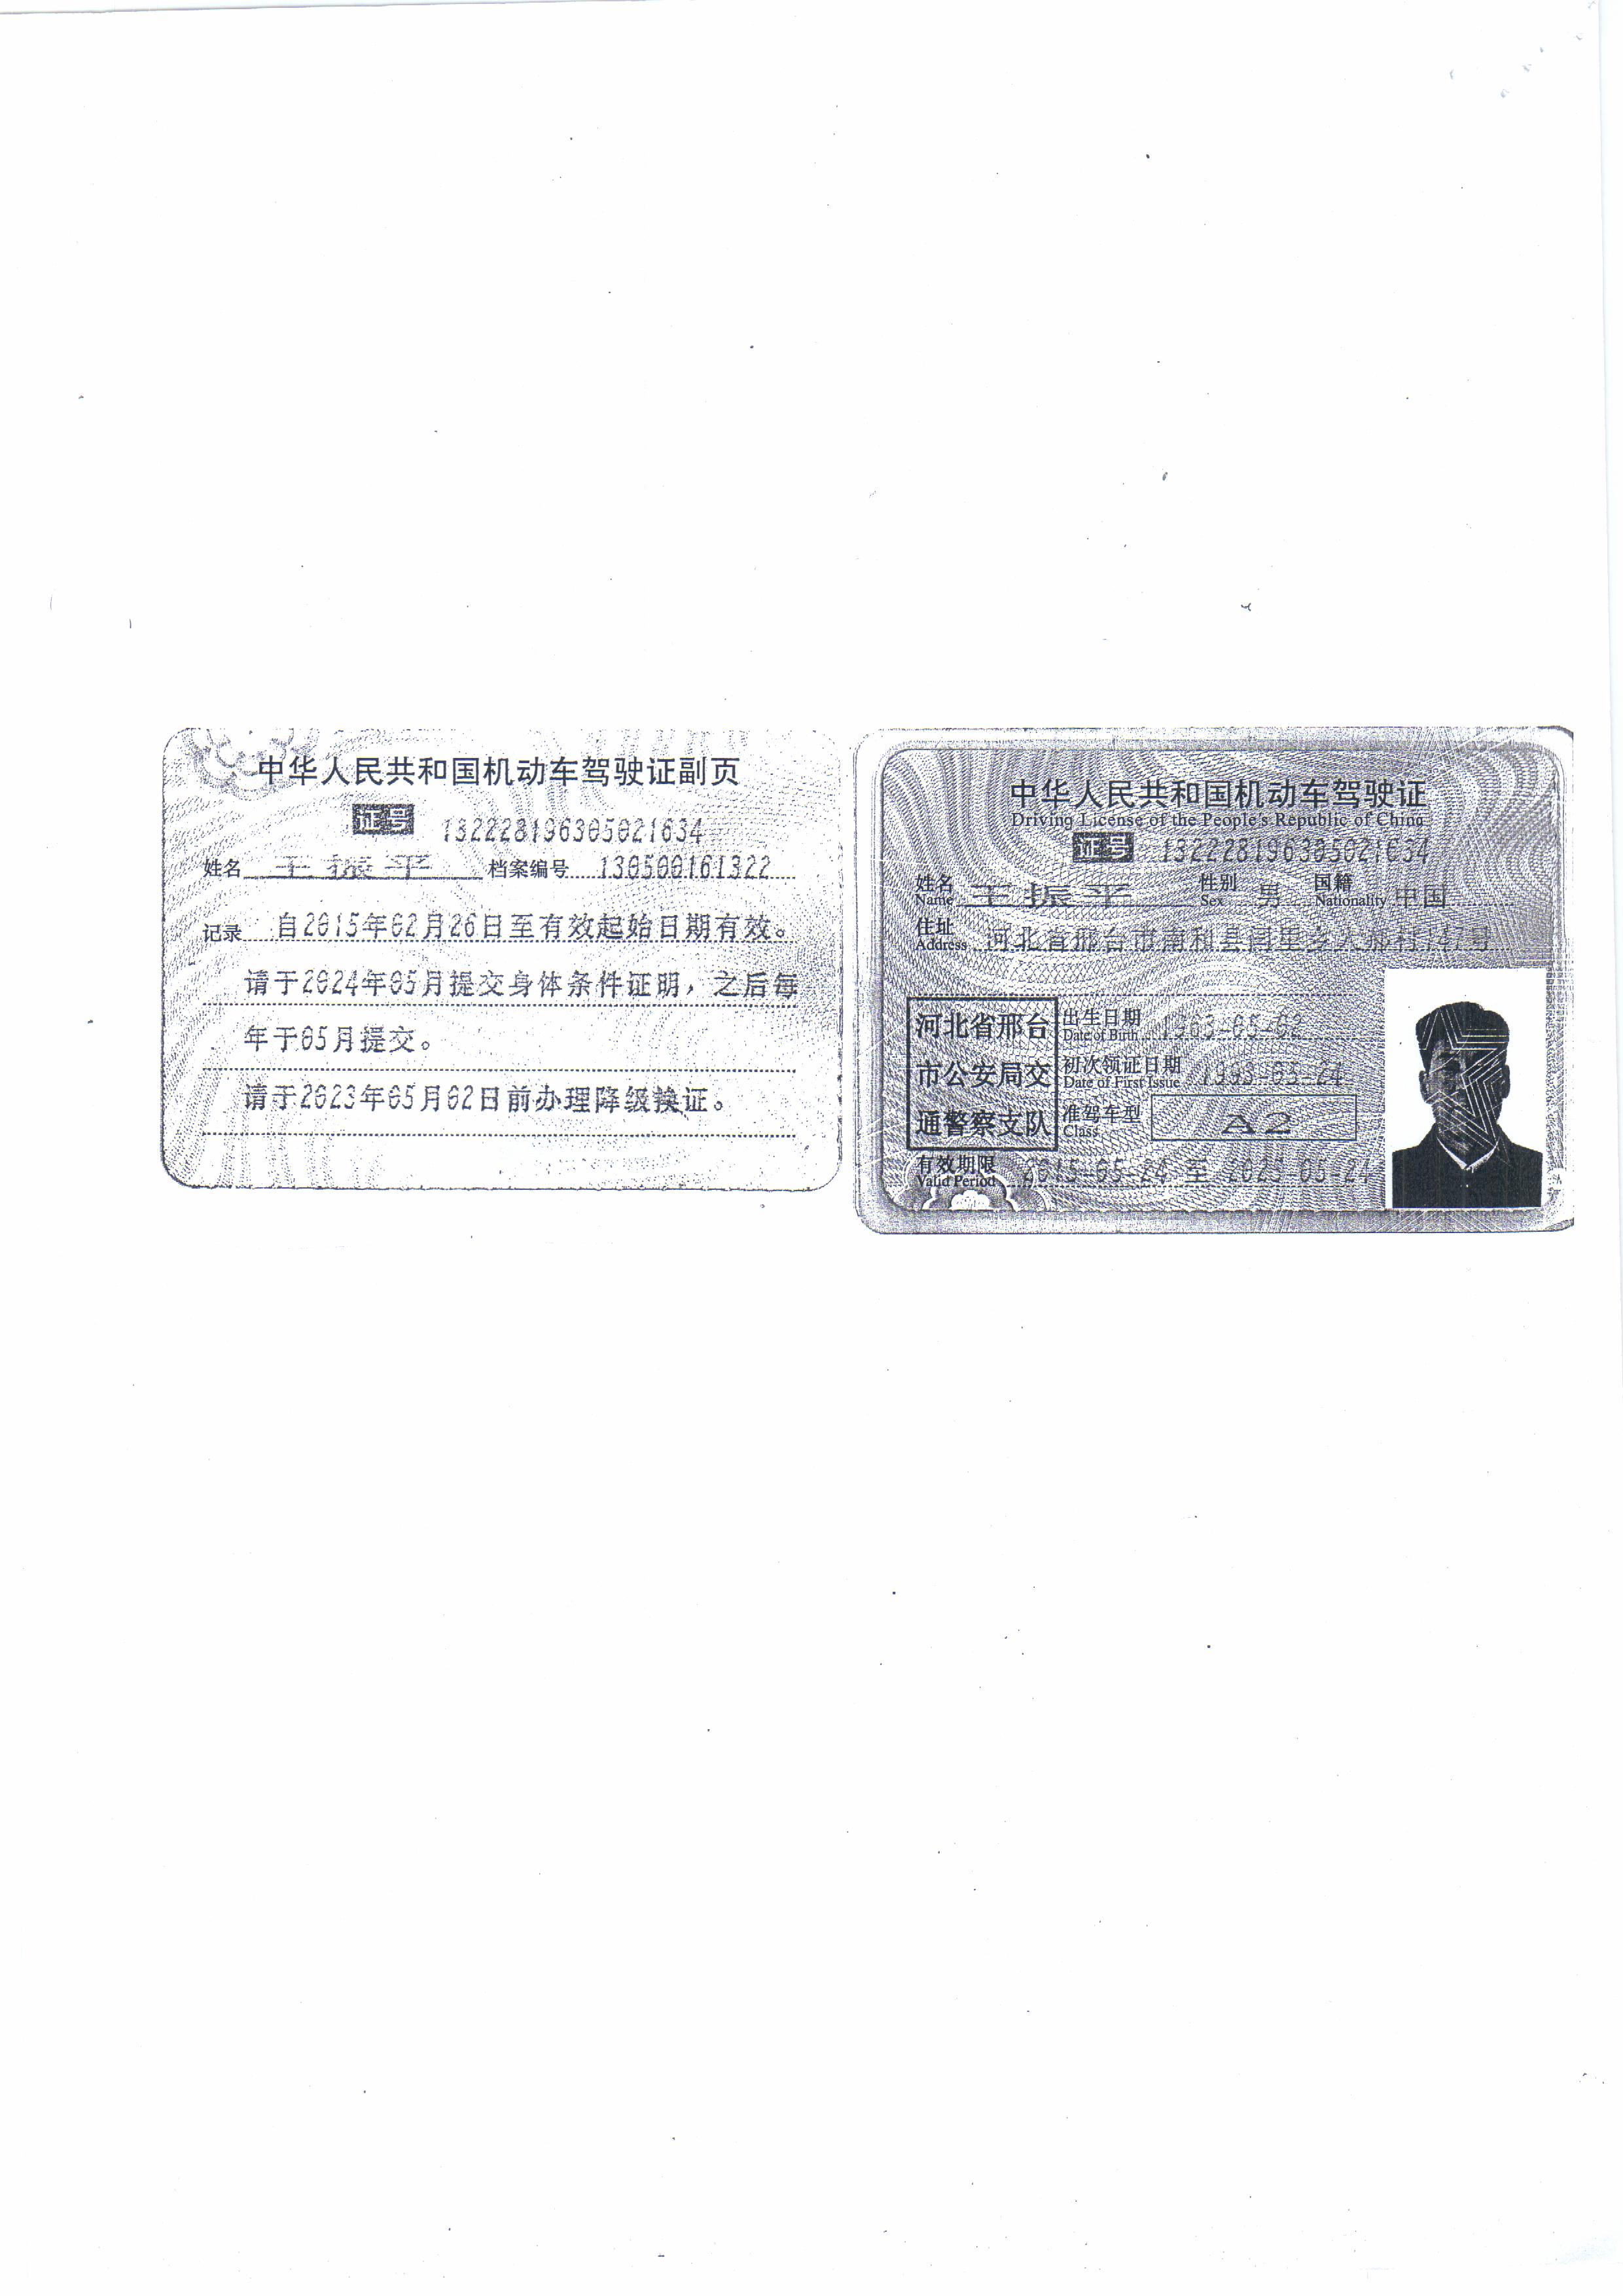 中华人民共和国机动车驾驶证副页
证号 132228196305021634
姓名 王振平 档案编号 130500161322
记录 自2015年02月26日至有效起始日期有效。
请于2024年05月提交身体条件证明，之后每
年于05月提交。
请于2023年05月02日前办理降级换证。
中华人民共和国机动车驾驶证
Driving License of the People's Republic of China
证号 132228196305021634
姓名 王振平 性别 男 国籍 中国
Name Sex Nationality
住址 河北省邢台市南和县闫里乡
Address
河北省邢台
市公安局交
通警察支队
出生日期 1963-05-02
Date of Birth
初次领证日期 1993-05-24
Date of First Issue
准驾车型 A2
Class
有效期限 2015-05-24 至 2025-05-24
Valid Period